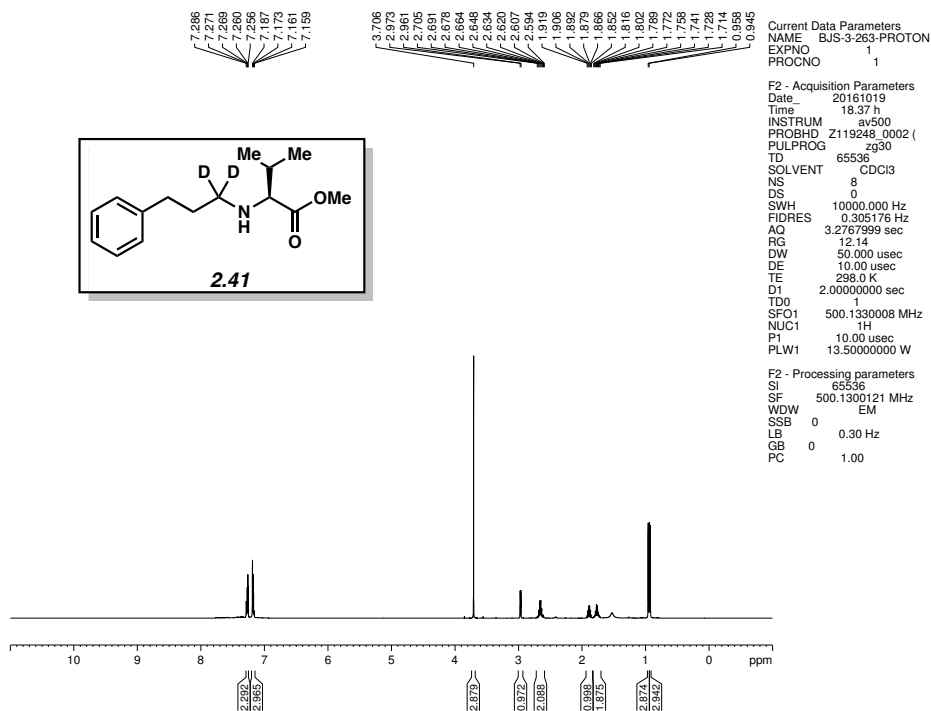 7.286
7.271
7.269
7.260
7.256
7.187
7.173
7.161
7.159
3.706
2.973
2.961
2.705
2.691
2.678
2.664
2.648
2.634
2.620
2.607
2.594
1.919
1.906
1.892
1.879
1.866
1.852
1.816
1.802
1.789
1.772
1.758
1.741
1.728
1.714
0.958
0.945
Current Data Parameters
NAME BJS-3-263-PROTON
EXPNO 1
PROCNO 1
F2 - Acquisition Parameters
Date_ 20161019
Time 18.37 h
INSTRUM av500
PROBHD Z119248_0002 (
PULPROG zg30
TD 65536
SOLVENT CDCl3
NS 8
DS 0
SWH 10000.000 Hz
FIDRES 0.305176 Hz
AQ 3.2767999 sec
RG 12.14
DW 50.000 usec
DE 10.00 usec
TE 298.0 K
D1 2.00000000 sec
TD0 1
SFO1 500.1330008 MHz
NUC1 1H
P1 10.00 usec
PLW1 13.50000000 W
F2 - Processing parameters
SI 65536
SF 500.1300121 MHz
WDW EM
SSB 0
LB 0.30 Hz
GB 0
PC 1.00
Me Me
D D
OMe
N
H
O
2.41
10 9 8 7 6 5 4 3 2 1 0 ppm
2.292
2.965
2.879
0.972
2.088
0.998
1.875
2.874
2.942